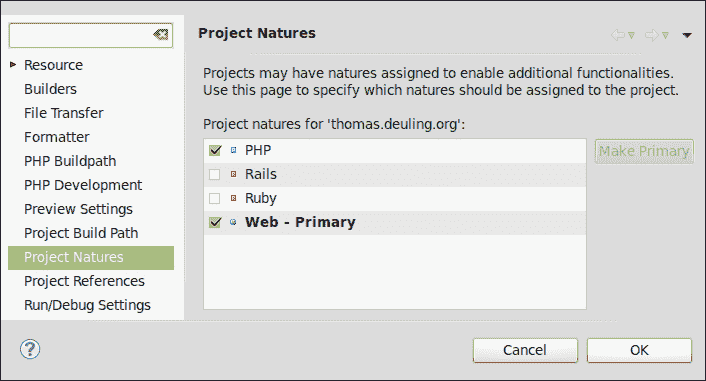 Project Natures
Resource
Builders
File Transfer
Formatter
PHP Buildpath
PHP Development
Preview Settings
Project Build Path
Project Natures
Project References
Run/Debug Settings
Projects may have natures assigned to enable additional functionalities.
Use this page to specify which natures should be assigned to the project.
Project natures for 'thomas.deuling.org':
PHP
Rails
Ruby
Web - Primary
Make Primary
?
Cancel
OK